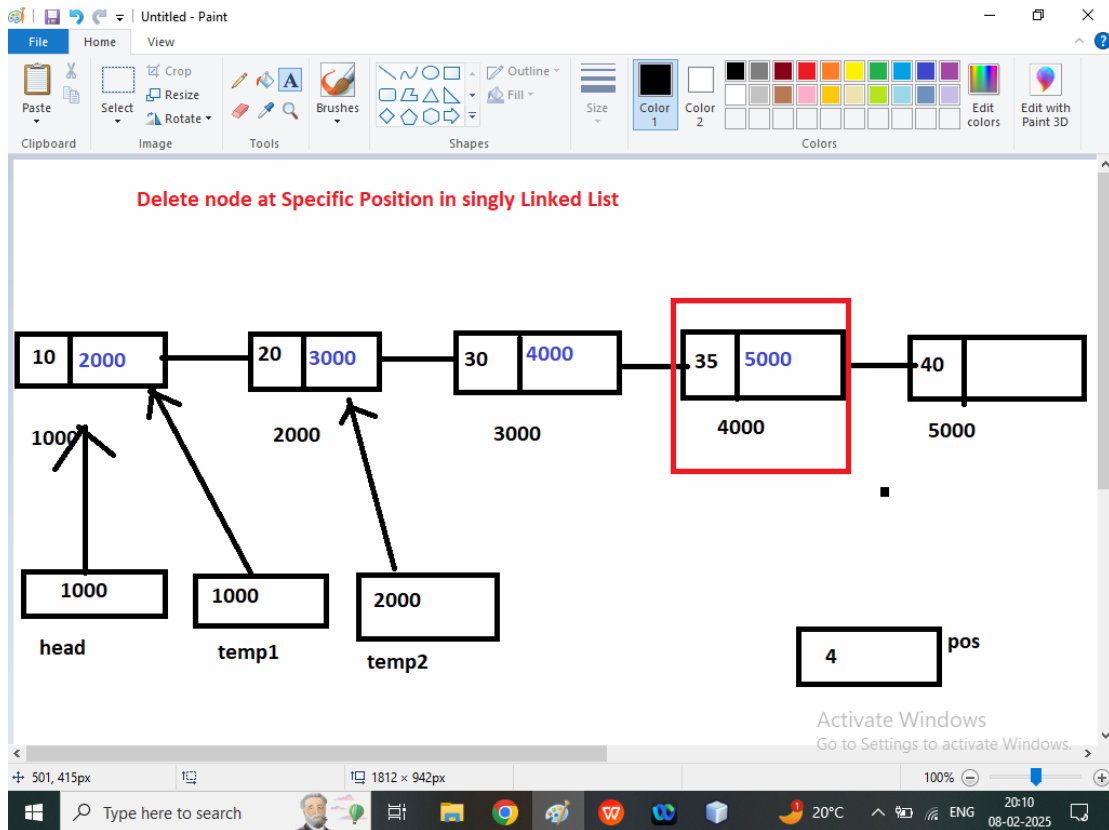 Untitled - Paint
File Home View
Paste
Select
Crop
Resize
Rotate
Brushes
Outline
Fill
Size
Color 1
Color 2
Edit colors
Edit with Paint 3D
Clipboard Image Tools Shapes Colors
Delete node at Specific Position in singly Linked List
10 2000 20 3000 30 4000 35 5000 40
1000 2000 3000 4000 5000
1000 1000 2000
head temp1 temp2
4 pos
Activate Windows
Go to Settings to activate Windows.
501, 415px 1812 × 942px 100%
Type here to search 1 20°C ENG 20:10
08-02-2025